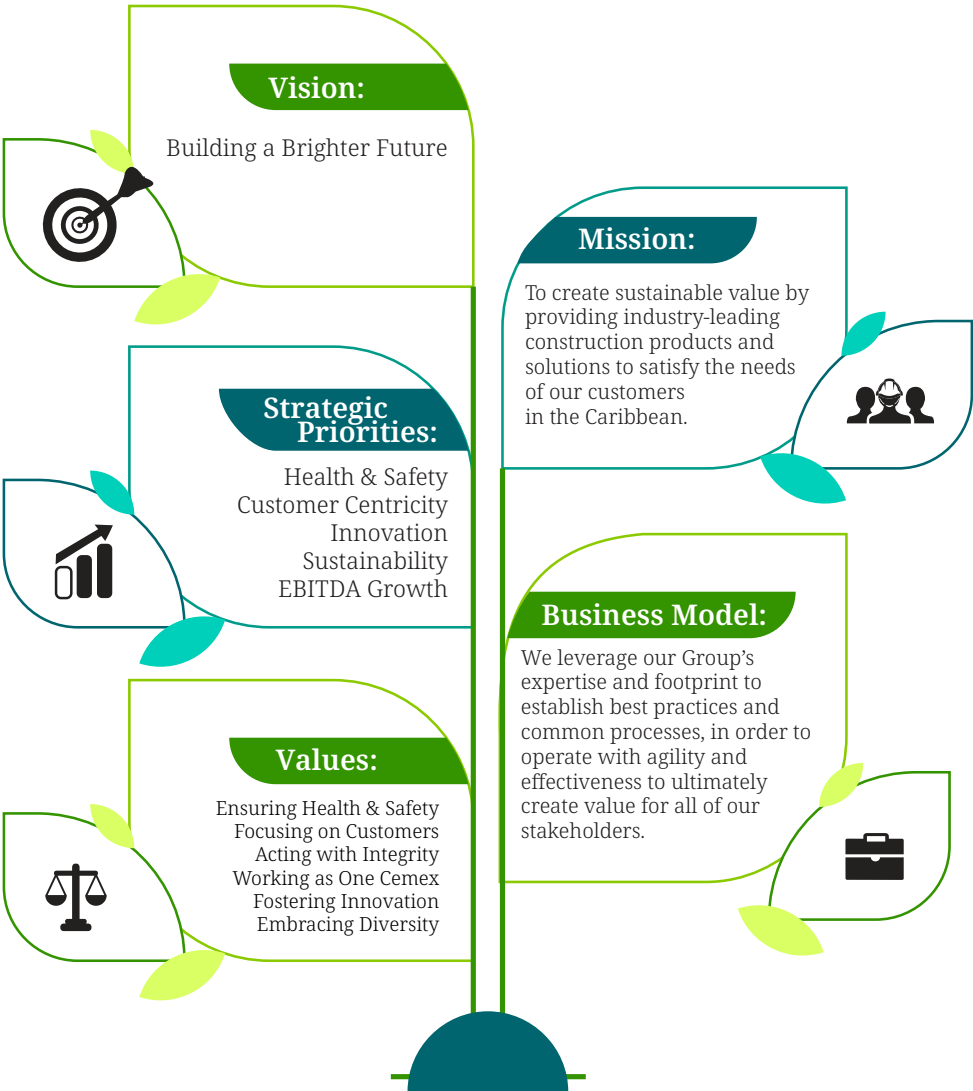 Vision:
Building a Brighter Future
Mission:
To create sustainable value by
providing industry-leading
construction products and
solutions to satisfy the needs
of our customers
in the Caribbean.
Strategic
Priorities:
Health & Safety
Customer Centricity
Innovation
Sustainability
EBITDA Growth
Business Model:
We leverage our Group’s
expertise and footprint to
establish best practices and
common processes, in order to
operate with agility and
effectiveness to ultimately
create value for all of our
stakeholders.
Values:
Ensuring Health & Safety
Focusing on Customers
Acting with Integrity
Working as One Cemex
Fostering Innovation
Embracing Diversity